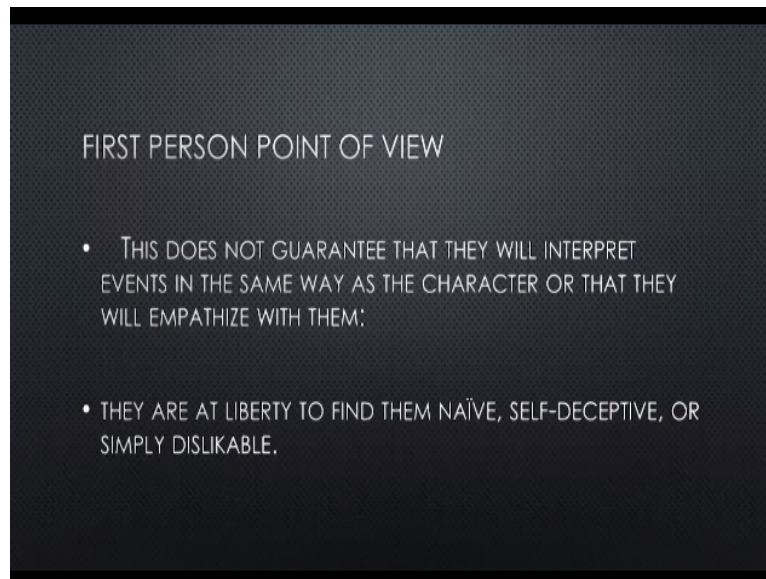 FIRST PERSON POINT OF VIEW
• THIS DOES NOT GUARANTEE THAT THEY WILL INTERPRET
EVENTS IN THE SAME WAY AS THE CHARACTER OR THAT THEY
WILL EMPATHIZE WITH THEM:
• THEY ARE AT LIBERTY TO FIND THEM NAÏVE, SELF-DECEPTIVE, OR
SIMPLY DISLIKABLE.